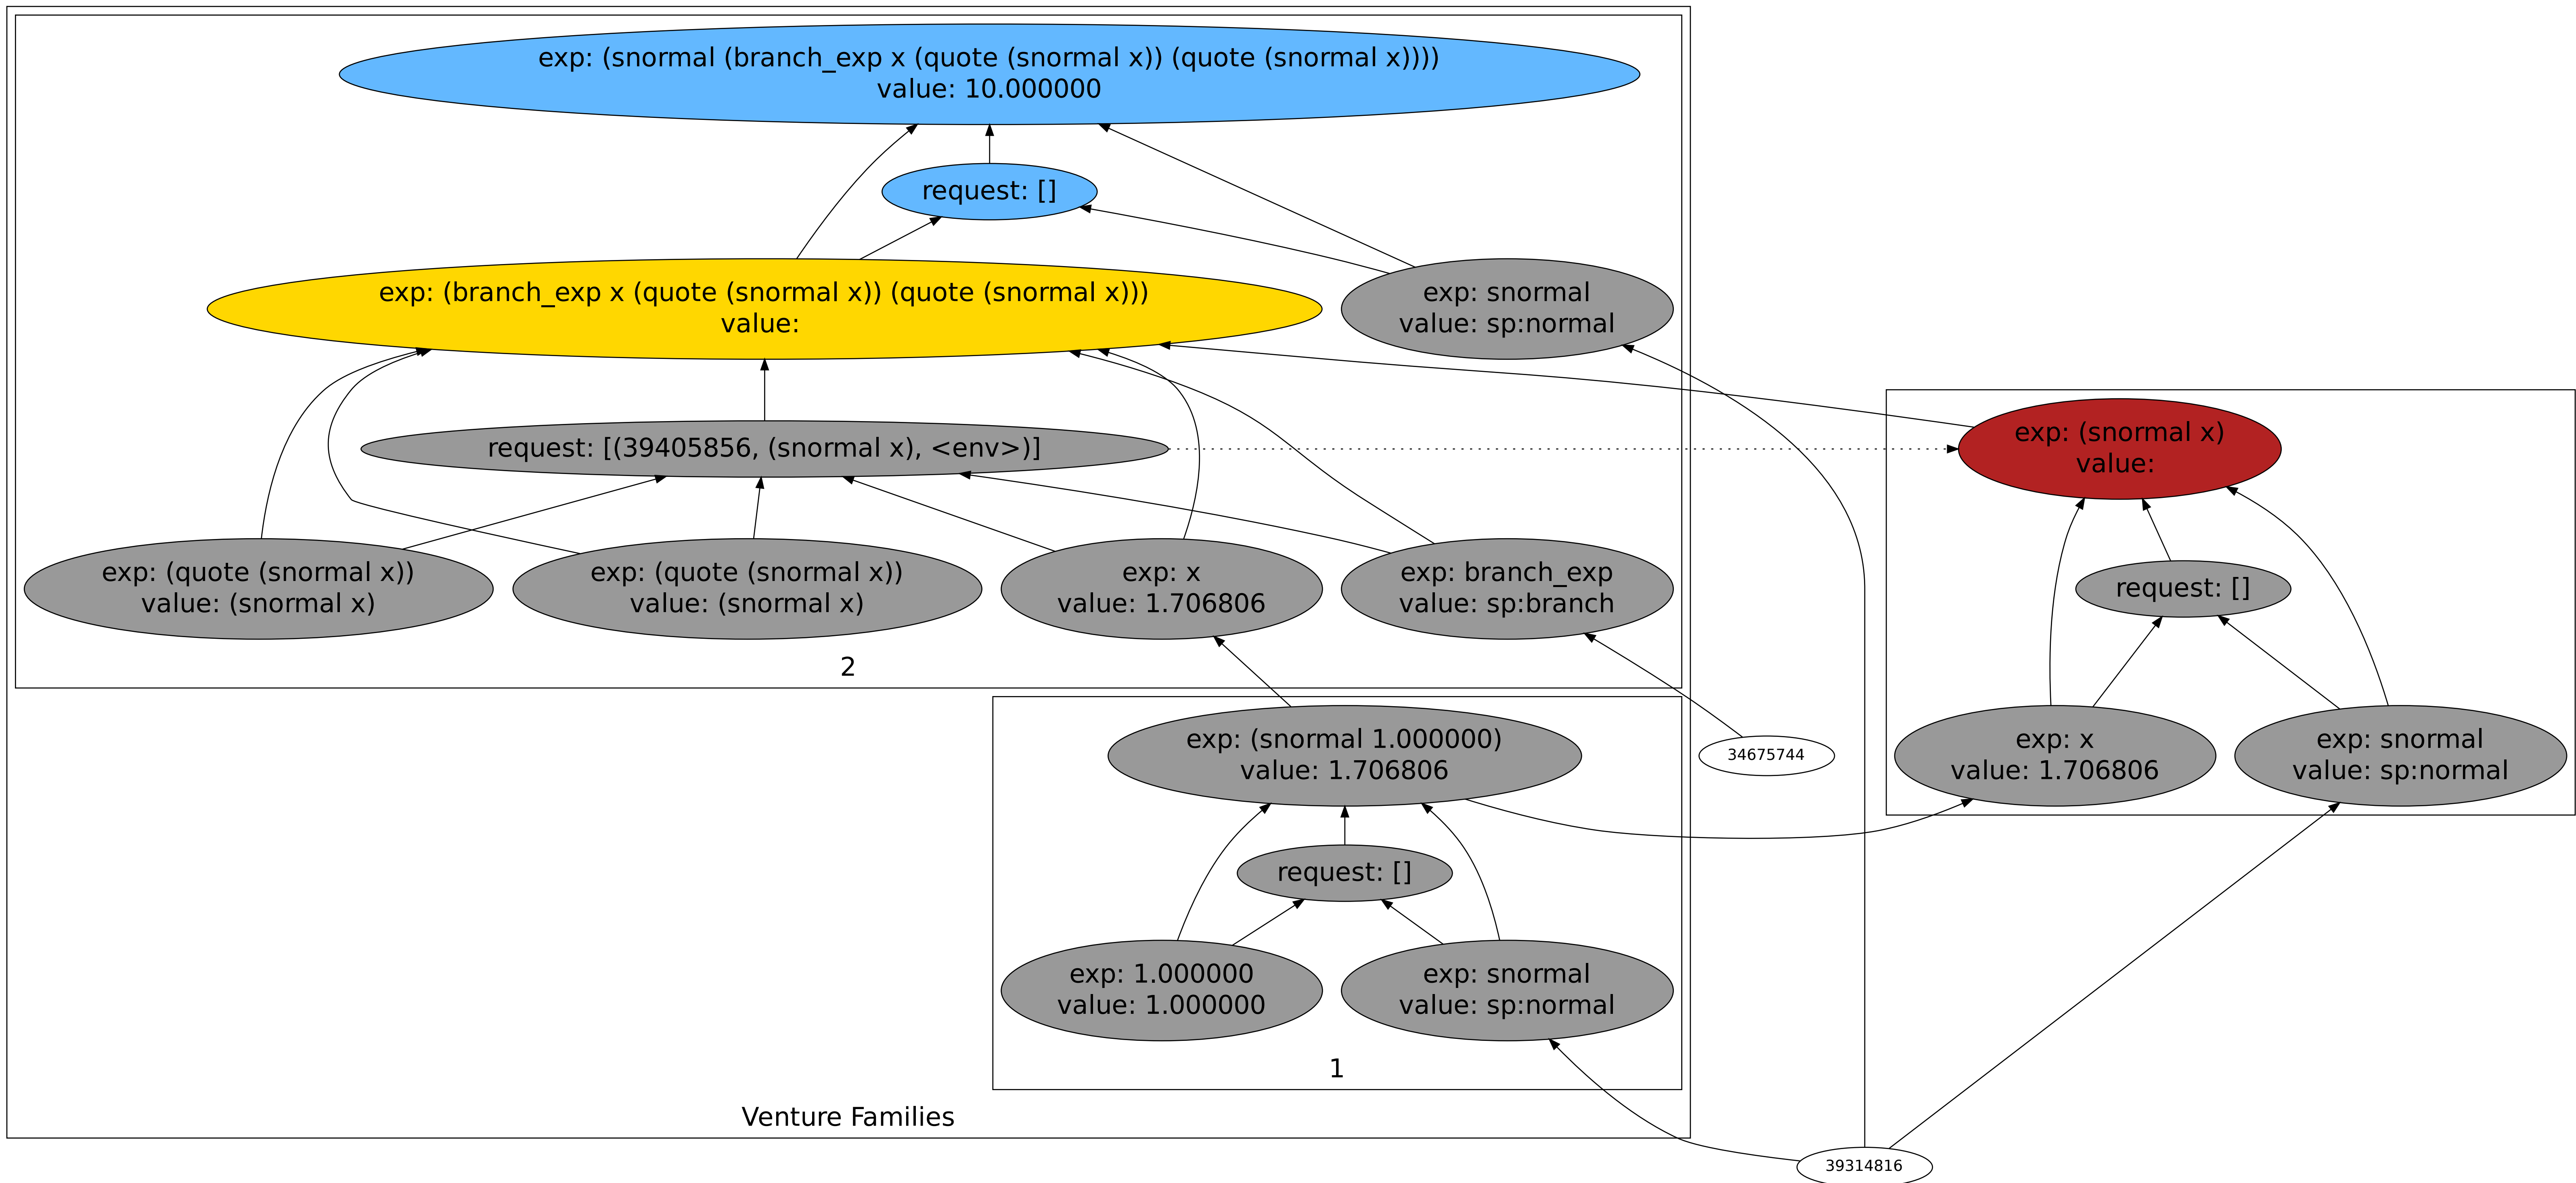 exp: (snormal (branch_exp x (quote (snormal x)) (quote (snormal x))))
value: 10.000000
request: []
exp: (branch_exp x (quote (snormal x)) (quote (snormal x)))
value:
exp: snormal
value: sp:normal
request: [(39405856, (snormal x), <env>)]
exp: (snormal x)
value:
exp: (quote (snormal x))
value: (snormal x)
exp: (quote (snormal x))
value: (snormal x)
exp: x
value: 1.706806
exp: branch_exp
value: sp:branch
request: []
2
exp: (snormal 1.000000)
value: 1.706806
34675744
exp: x
value: 1.706806
exp: snormal
value: sp:normal
request: []
exp: 1.000000
value: 1.000000
exp: snormal
value: sp:normal
1
Venture Families
39314816